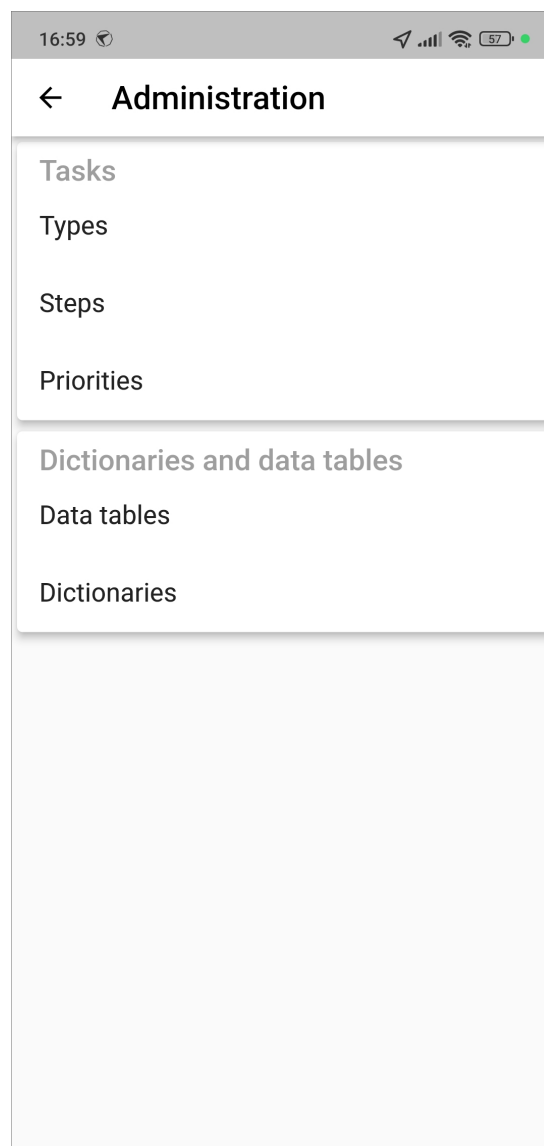 16:59 57
Administration
Tasks
Types
Steps
Priorities
Dictionaries and data tables
Data tables
Dictionaries